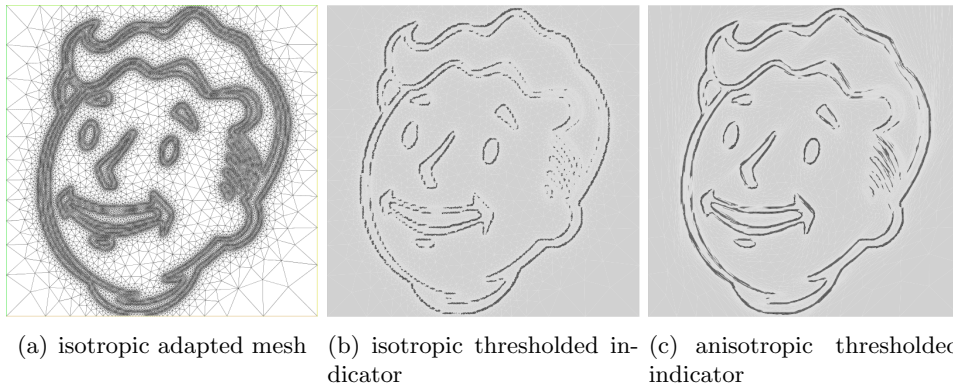 (a) isotropic adapted mesh
(b) isotropic thresholded in-
dicator
(c) anisotropic thresholded
indicator